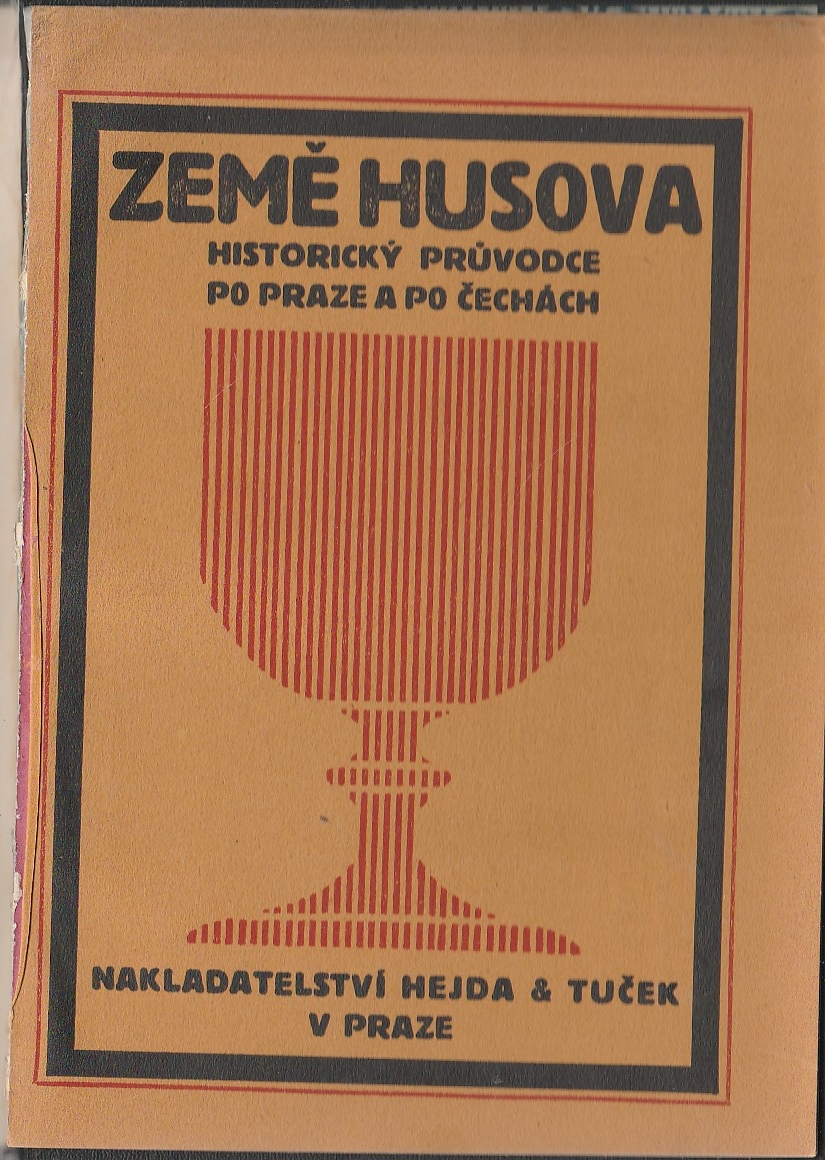 ZEMĚ HUSOVA
HISTORICKÝ PRŮVODCE
PO PRAZE A PO ČECHÁCH
NAKLADATELSTVÍ HEJDA & TUČEK
V PRAZE